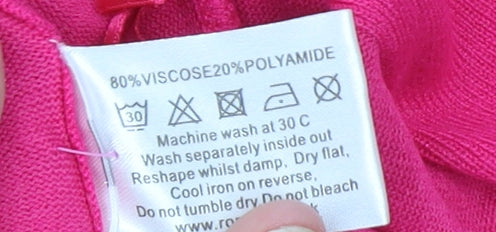 80%VISCOSE20%POLYAMIDE
30
Machine wash at 30 C
Wash separately inside out
Reshape whilst damp, Dry flat,
Cool iron on reverse,
Do not tumble dry Do not bleach